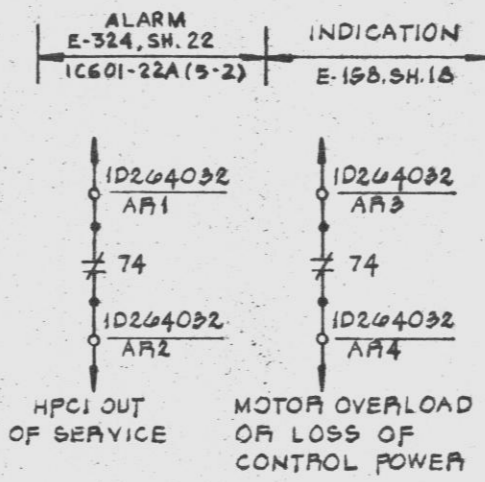 ALARM
E-324, SH. 22
1C601-22A (5-2)
INDICATION
E-158, SH. 18
1D264032
AR1
74
1D264032
AR2
HPCI OUT
OF SERVICE
1D264032
AR3
74
1D264032
AR4
MOTOR OVERLOAD
OR LOSS OF
CONTROL POWER